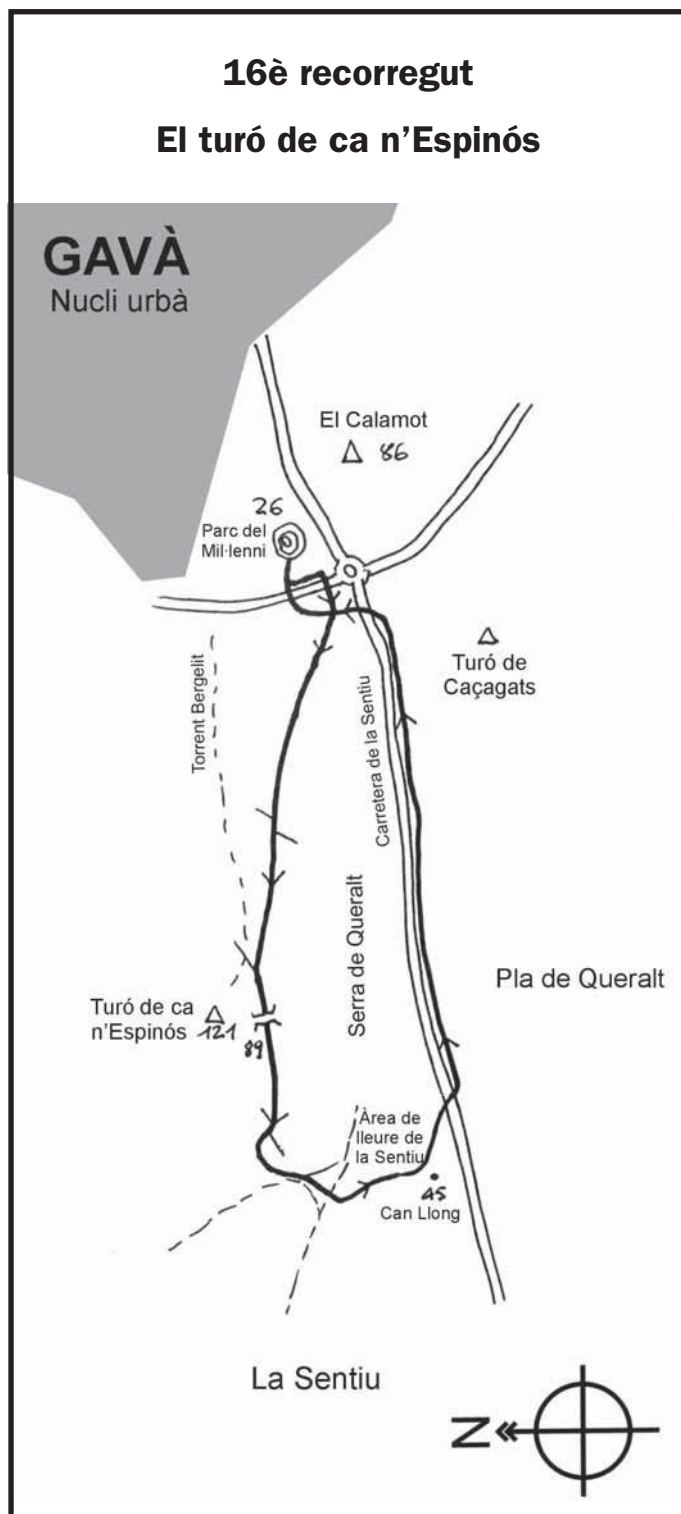 16è recorregut
El turó de ca n'Espinós
GAVÀ
Nucli urbà
El Calamot
86
26
Parc del
Mil·lenni
Turó de
Caçagats
Torrent Bergelit
Carretera de la Sentiu
Serra de Queralt
Pla de Queralt
Turó de ca
n'Espinós 121
89
Àrea de
lleure de
la Sentiu
45
Can Llong
La Sentiu
N